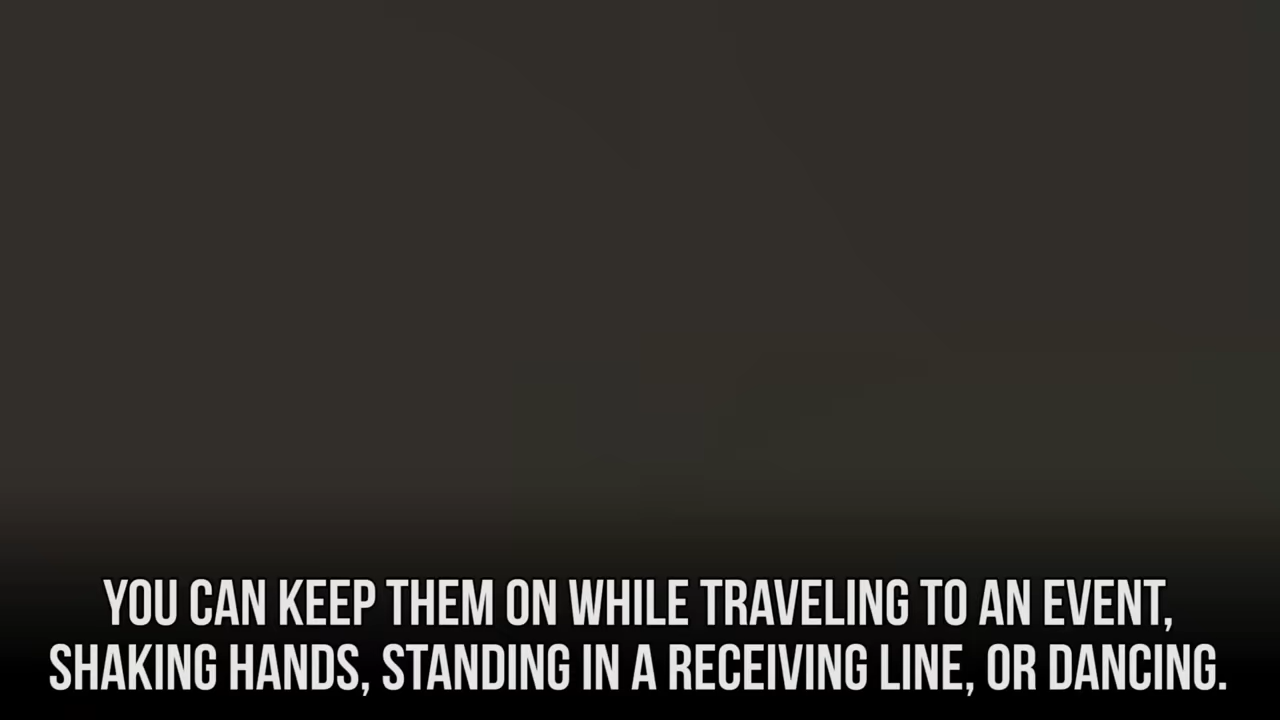 YOU CAN KEEP THEM ON WHILE TRAVELING TO AN EVENT,
SHAKING HANDS, STANDING IN A RECEIVING LINE, OR DANCING.